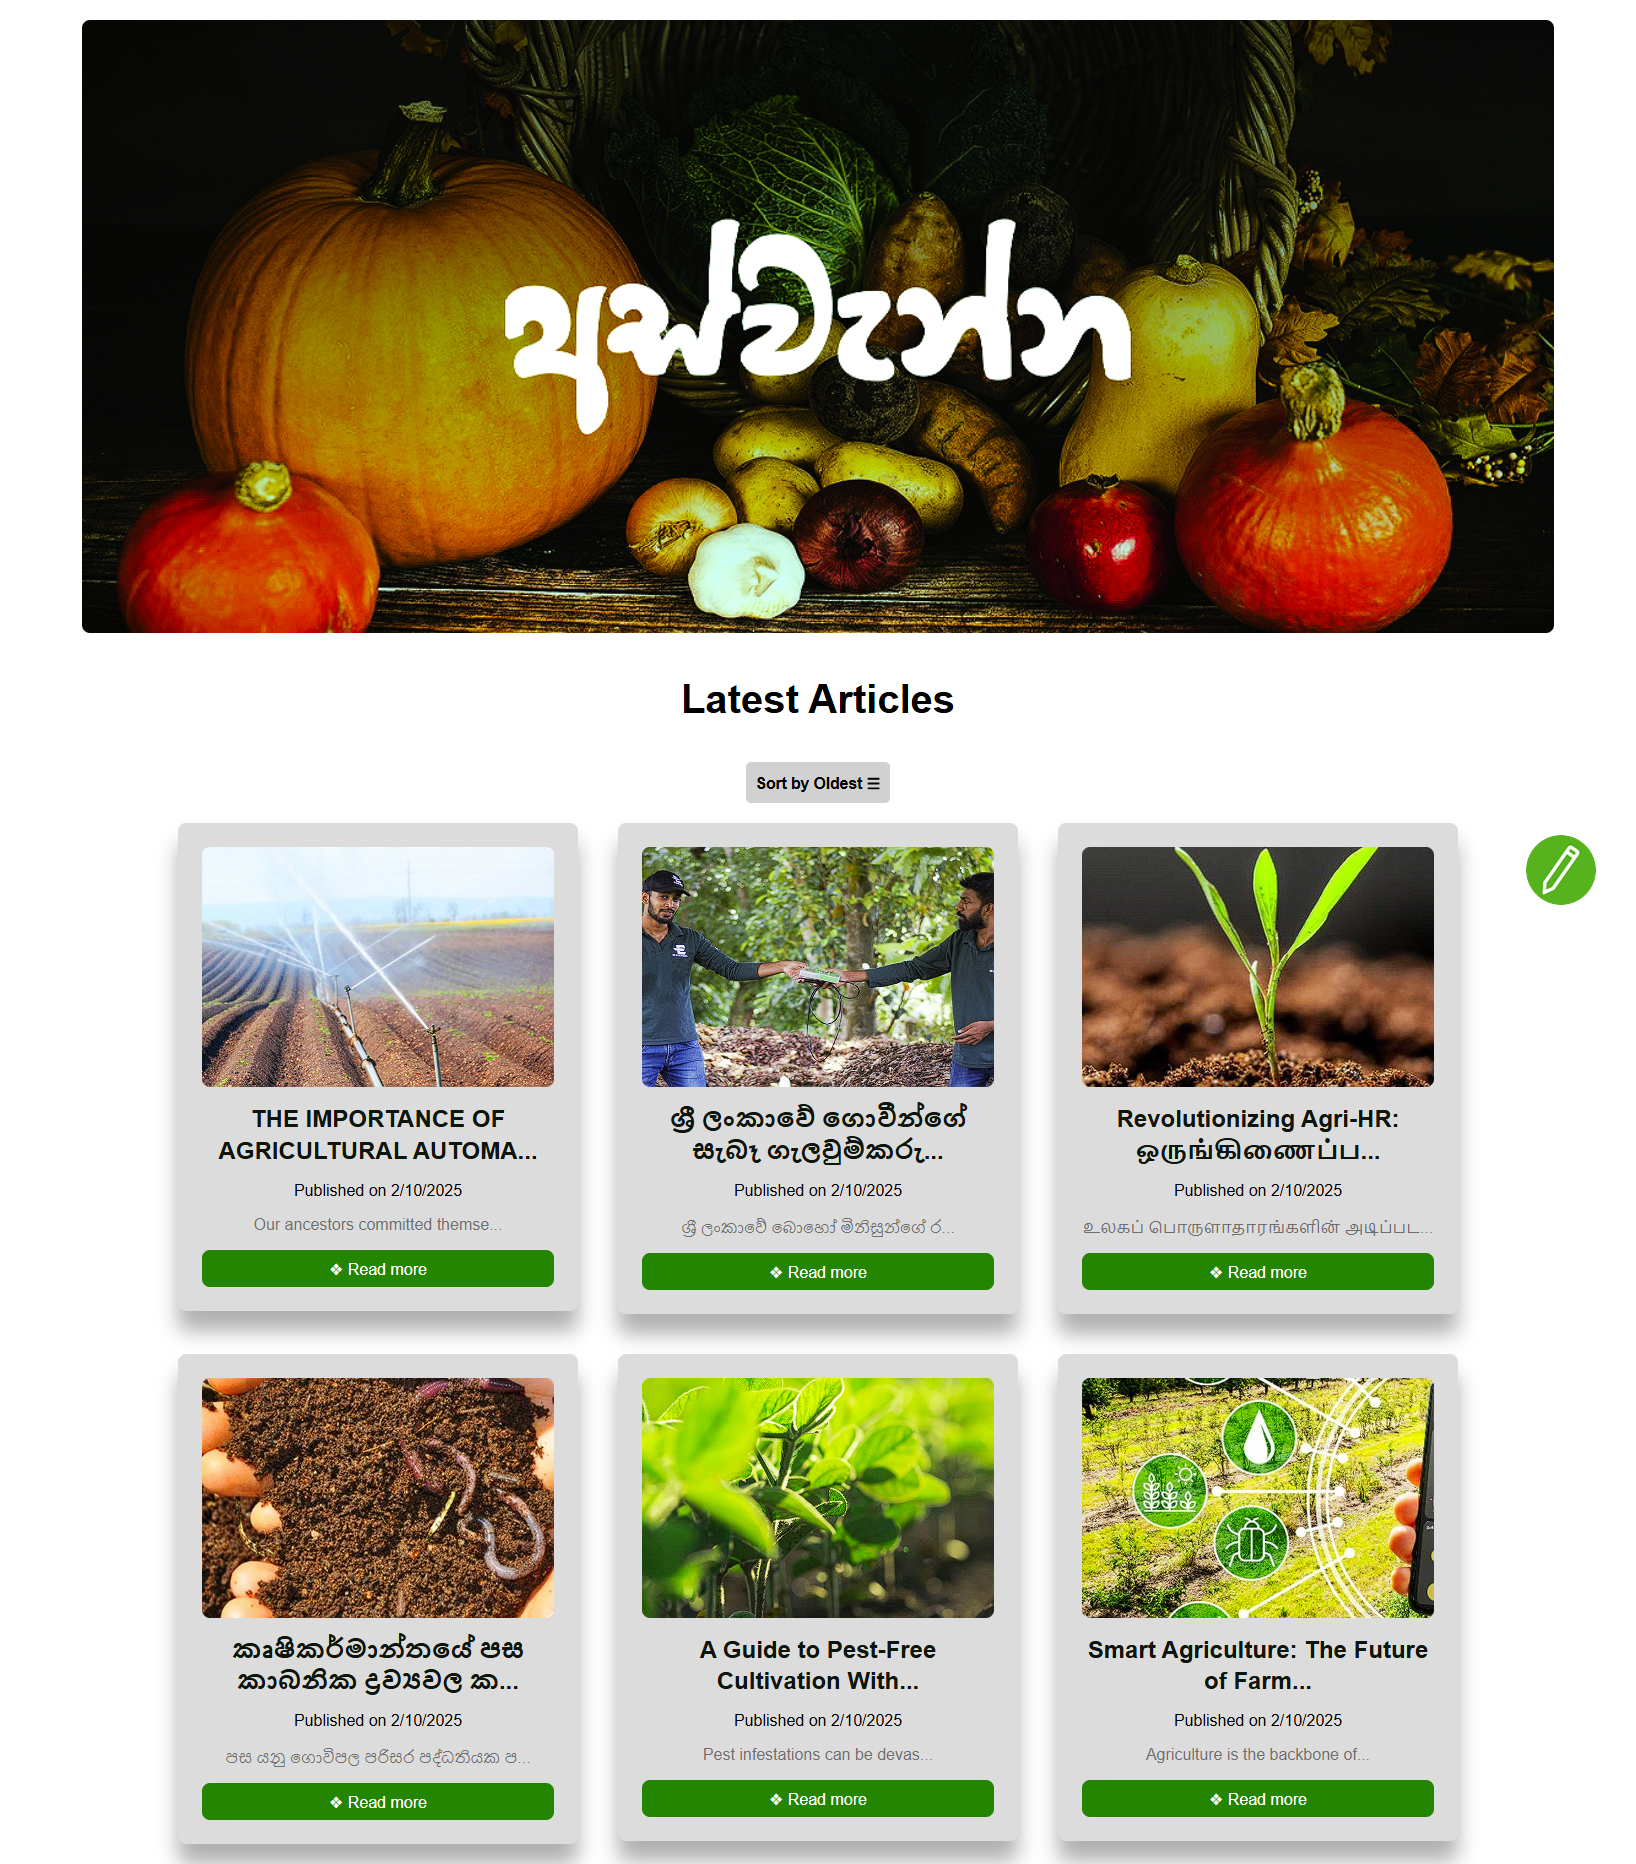 අස්වැන්න
Latest Articles
Sort by Oldest ☰
THE IMPORTANCE OF
AGRICULTURAL AUTOMA...
Published on 2/10/2025
Our ancestors committed themse...
❖ Read more
ශ්‍රී ලංකාවේ ගොවීන්ගේ
සැබෑ ගැලවුම්කරු...
Published on 2/10/2025
ශ්‍රී ලංකාවේ බොහෝ මිනිසුන්ගේ ර...
❖ Read more
Revolutionizing Agri-HR:
ஒருங்கிணைப்ப...
Published on 2/10/2025
உலகப் பொருளாதாரங்களின் அடிப்பட...
❖ Read more
කෘෂිකර්මාන්තයේ පස
කාබනික ද්‍රව්‍යවල ක...
Published on 2/10/2025
පස යනු ගොවිපල පරිසර පද්ධතියක ප...
❖ Read more
A Guide to Pest-Free
Cultivation With...
Published on 2/10/2025
Pest infestations can be devas...
❖ Read more
Smart Agriculture: The Future
of Farm...
Published on 2/10/2025
Agriculture is the backbone of...
❖ Read more